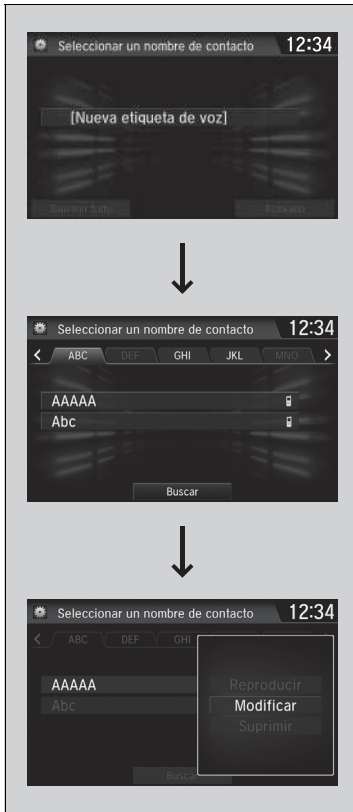 Seleccionar un nombre de contacto 12:34
[Nueva etiqueta de voz]
Seleccionar un nombre de contacto 12:34
< ABC DEF GHI JKL MNO >
AAAAA
Abc
Buscar
Seleccionar un nombre de contacto 12:34
< ABC DEF GHI
AAAAA
Abc
Reproducir
Modificar
Suprimir
Buscar